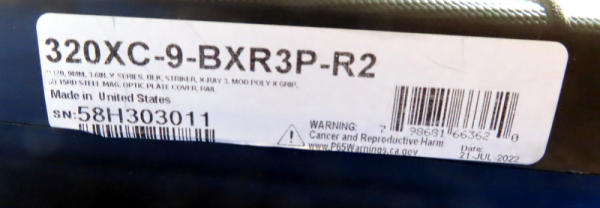 320XC-9-BXR3P-R2
9MM, 3.6IN, X-SERIES, BLK, STRIKER, X-RAY 3, MOD POLY X GRIP,
15RD STEEL MAG, OPTIC PLATE COVER, RAIL
Made in United States
SN:58H303011
WARNING:
Cancer and Reproductive Harm
www.P65Warnings.ca.gov
7 98681 66362 0
Date:
21-JUL-2022